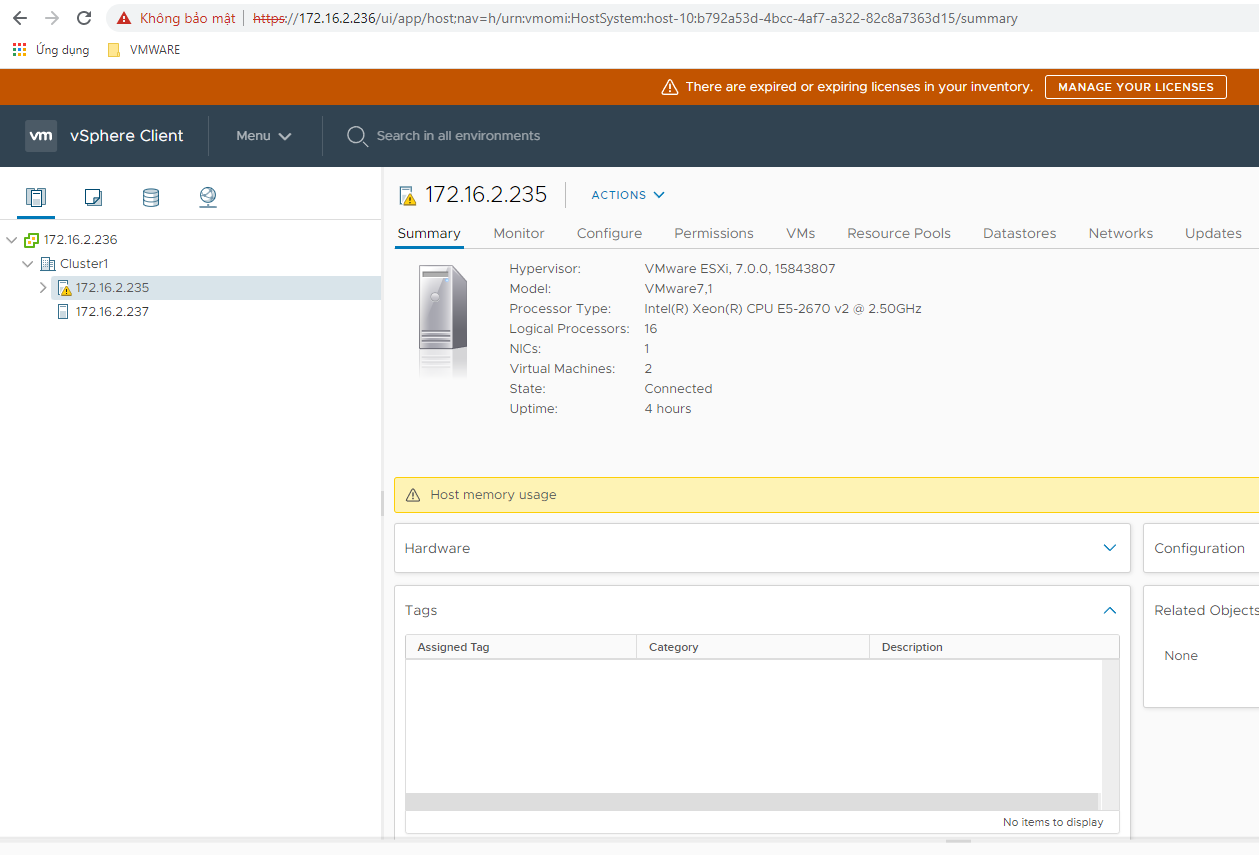 Không bảo mật https://172.16.2.236/ui/app/host;nav=h/urn:vmomi:HostSystem:host-10:b792a53d-4bcc-4af7-a322-82c8a7363d15/summary
Ứng dụng VMWARE
There are expired or expiring licenses in your inventory. MANAGE YOUR LICENSES
vm vSphere Client Menu Search in all environments
172.16.2.236
Cluster1
172.16.2.235
172.16.2.237
172.16.2.235 ACTIONS
Summary Monitor Configure Permissions VMs Resource Pools Datastores Networks Updates
Hypervisor: VMware ESXi, 7.0.0, 15843807
Model: VMware7,1
Processor Type: Intel(R) Xeon(R) CPU E5-2670 v2 @ 2.50GHz
Logical Processors: 16
NICs: 1
Virtual Machines: 2
State: Connected
Uptime: 4 hours
Host memory usage
Hardware
Configuration
Tags
Assigned Tag Category Description
No items to display
Related Objects
None